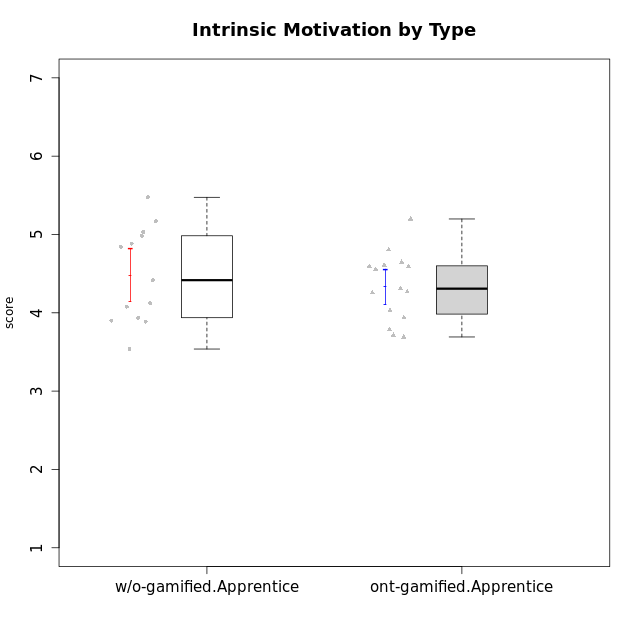 Intrinsic Motivation by Type
score
7
6
5
4
3
2
1
w/o-gamified.Apprentice
ont-gamified.Apprentice